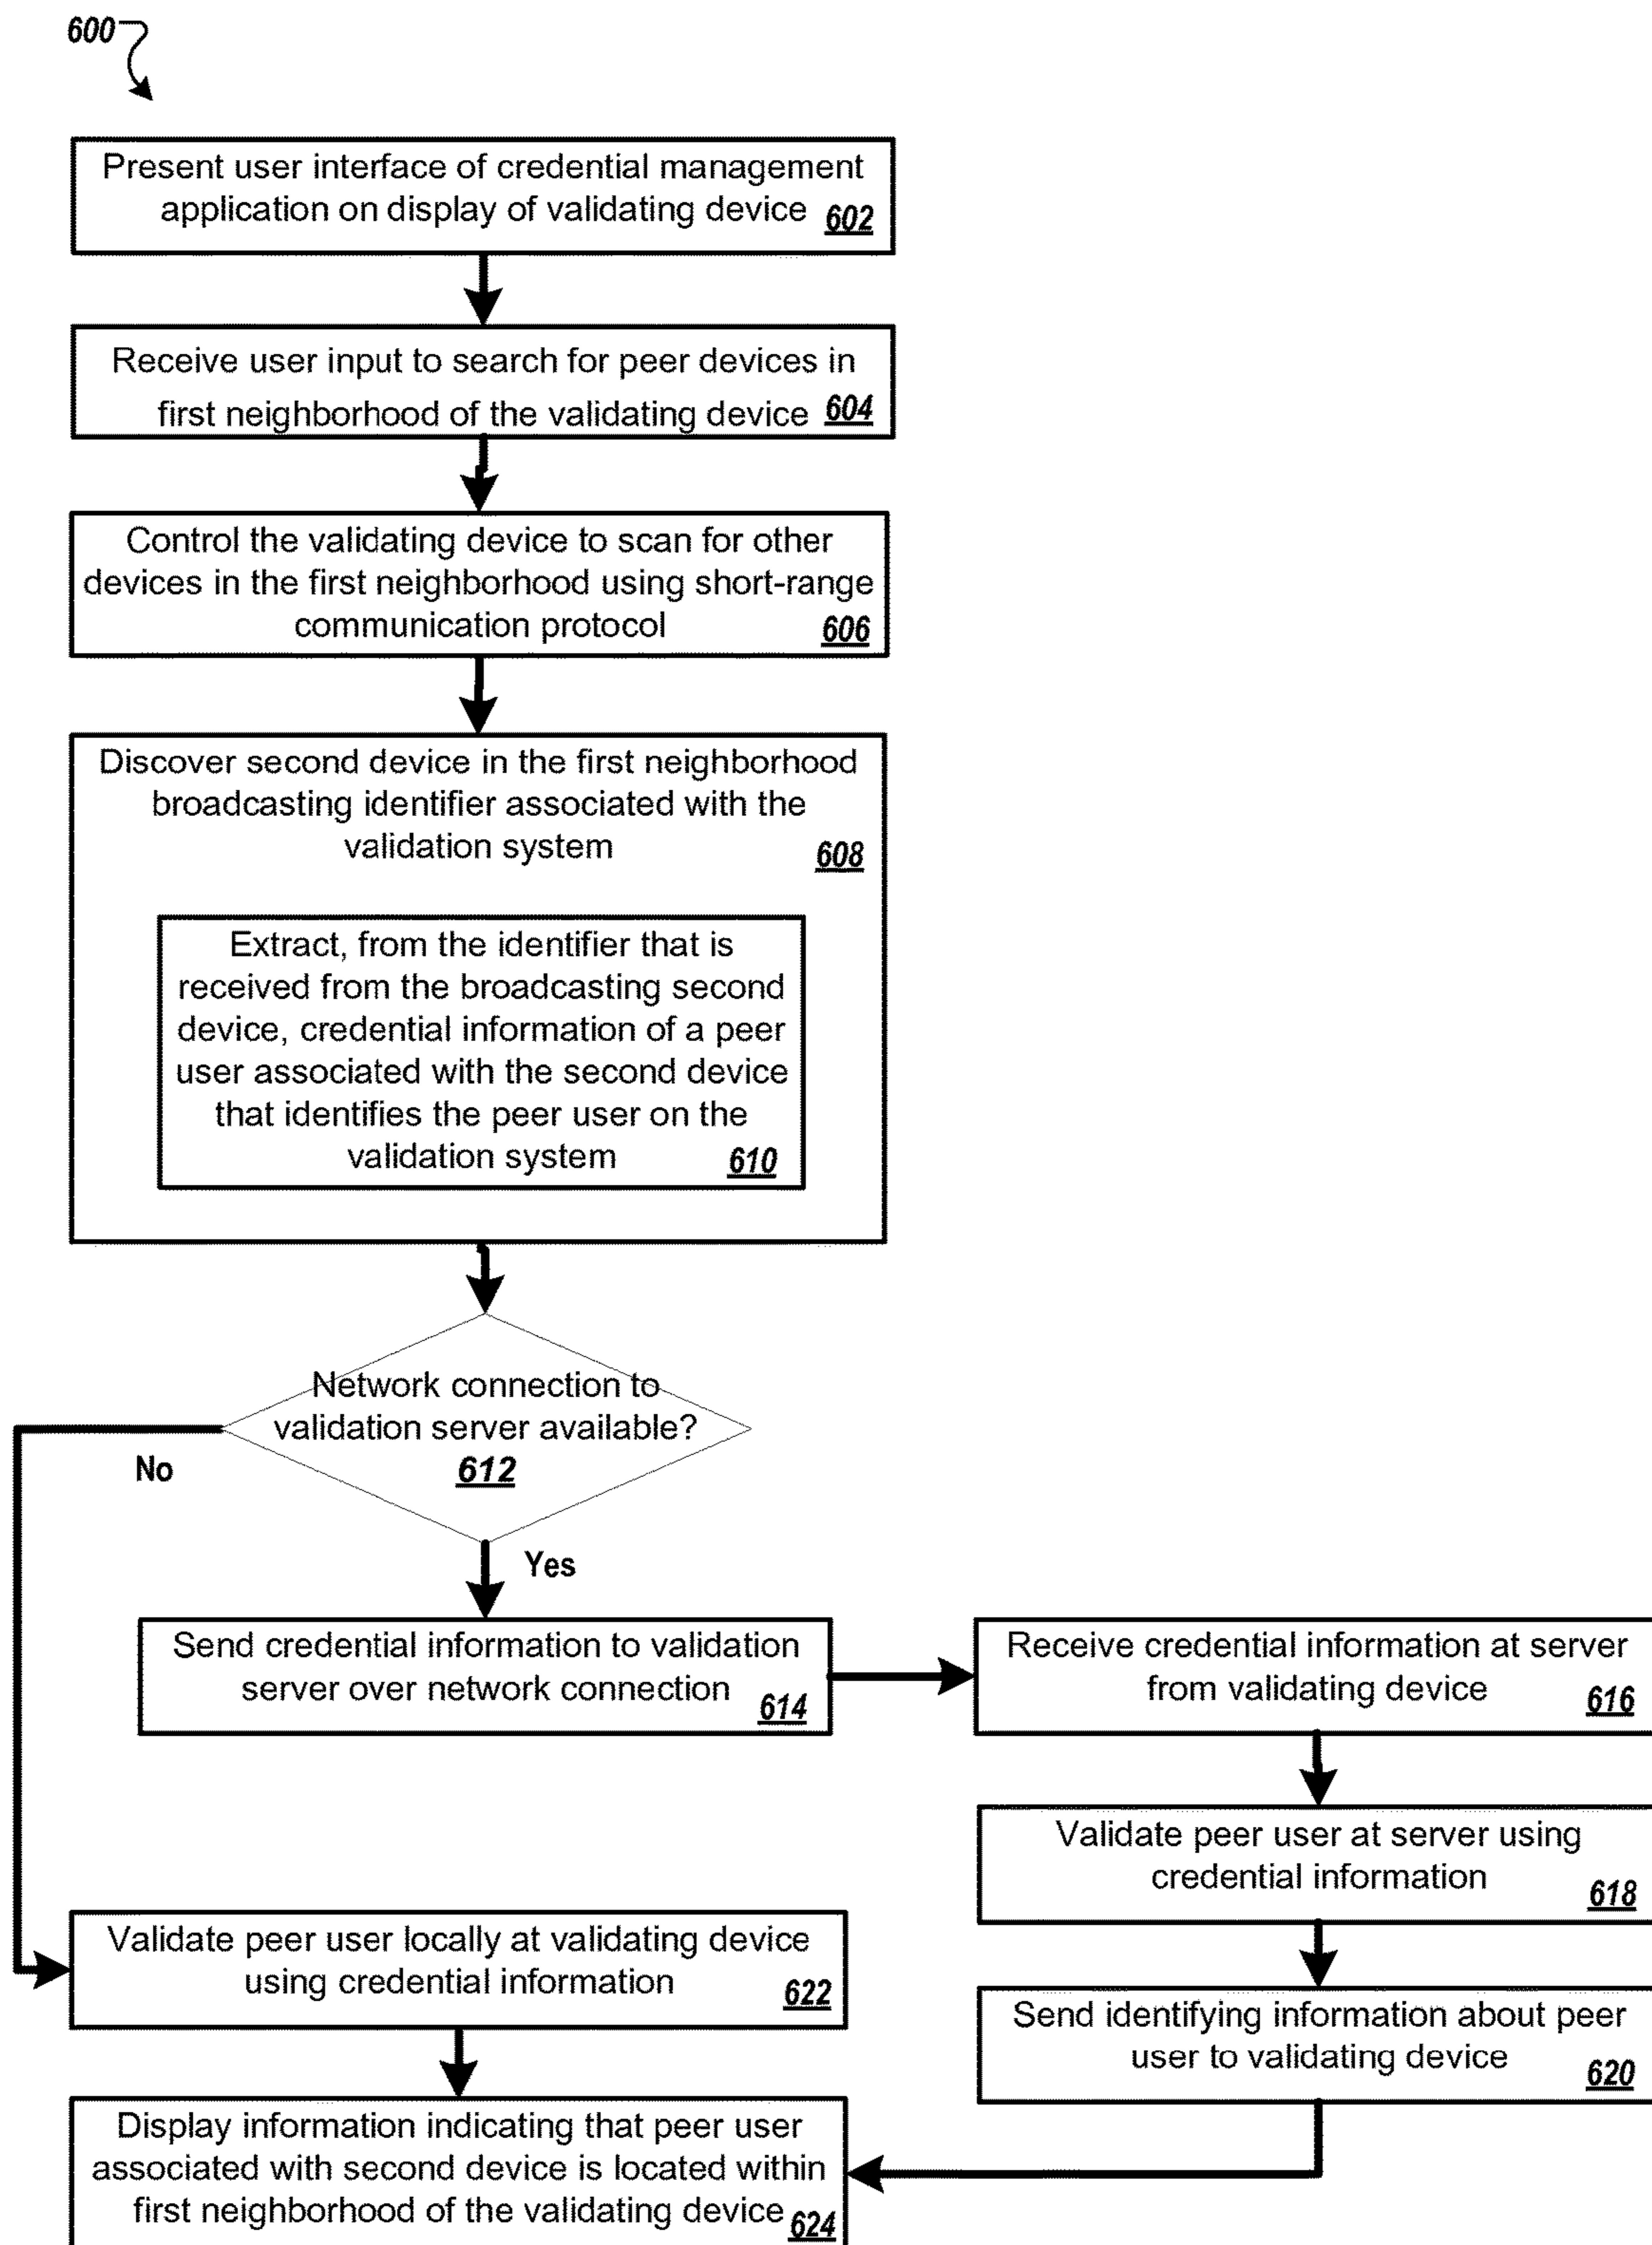 600
Present user interface of credential management
application on display of validating device 602
Receive user input to search for peer devices in
first neighborhood of the validating device 604
Control the validating device to scan for other
devices in the first neighborhood using short-range
communication protocol 606
Discover second device in the first neighborhood
broadcasting identifier associated with the
validation system 608
Extract, from the identifier that is
received from the broadcasting second
device, credential information of a peer
user associated with the second device
that identifies the peer user on the
validation system 610
Network connection to
validation server available?
612
No
Yes
Send credential information to validation
server over network connection 614
Receive credential information at server
from validating device 616
Validate peer user at server using
credential information 618
Send identifying information about peer
user to validating device 620
Validate peer user locally at validating device
using credential information 622
Display information indicating that peer user
associated with second device is located within
first neighborhood of the validating device 624